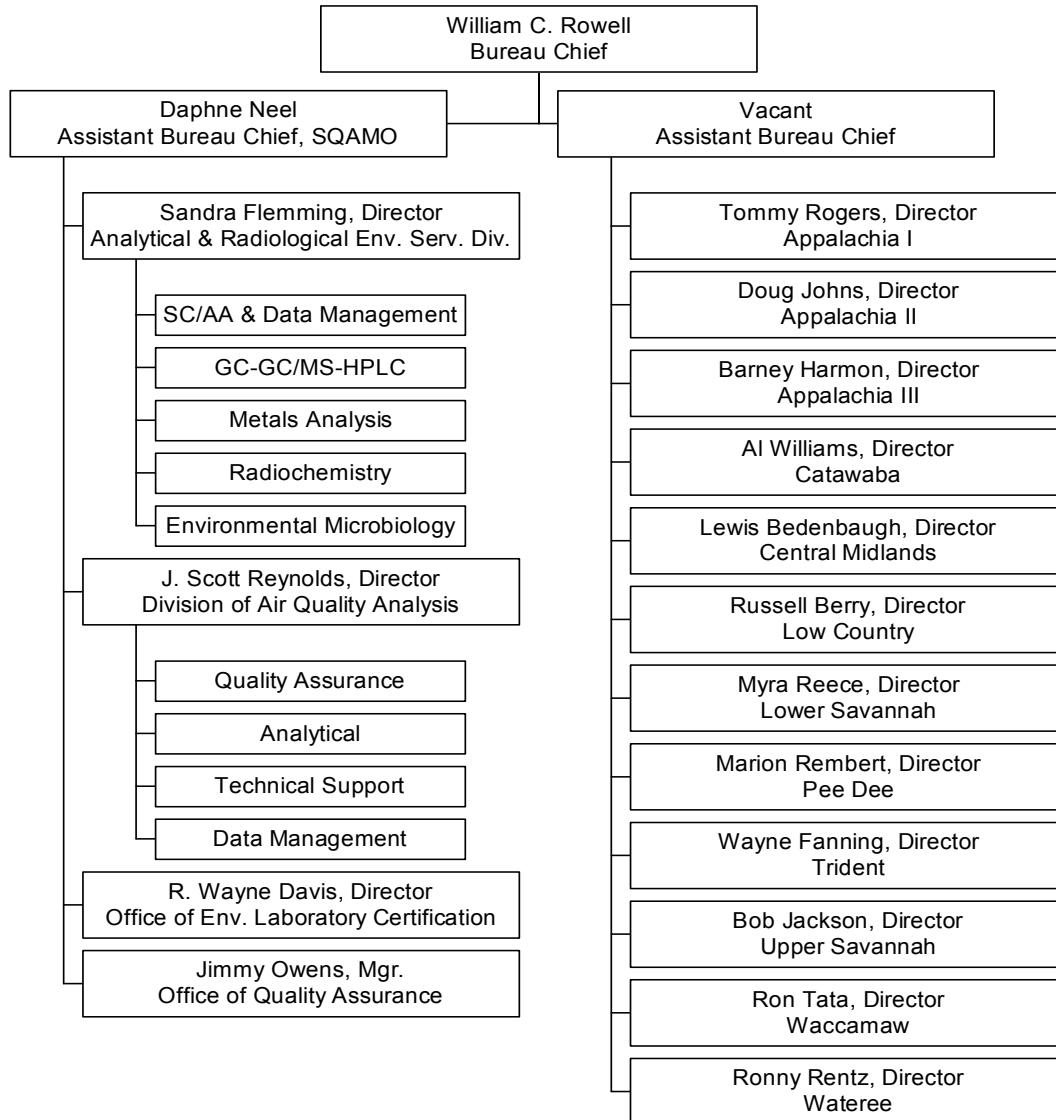 William C. Rowell
Bureau Chief
Daphne Neel
Assistant Bureau Chief, SQAMO
Sandra Flemming, Director
Analytical & Radiological Env. Serv. Div.
SC/AA & Data Management
GC-GC/MS-HPLC
Metals Analysis
Radiochemistry
Environmental Microbiology
J. Scott Reynolds, Director
Division of Air Quality Analysis
Quality Assurance
Analytical
Technical Support
Data Management
R. Wayne Davis, Director
Office of Env. Laboratory Certification
Jimmy Owens, Mgr.
Office of Quality Assurance
Vacant
Assistant Bureau Chief
Tommy Rogers, Director
Appalachia I
Doug Johns, Director
Appalachia II
Barney Harmon, Director
Appalachia III
Al Williams, Director
Catawaba
Lewis Bedenbaugh, Director
Central Midlands
Russell Berry, Director
Low Country
Myra Reece, Director
Lower Savannah
Marion Rembert, Director
Pee Dee
Wayne Fanning, Director
Trident
Bob Jackson, Director
Upper Savannah
Ron Tata, Director
Waccamaw
Ronny Rentz, Director
Wateree